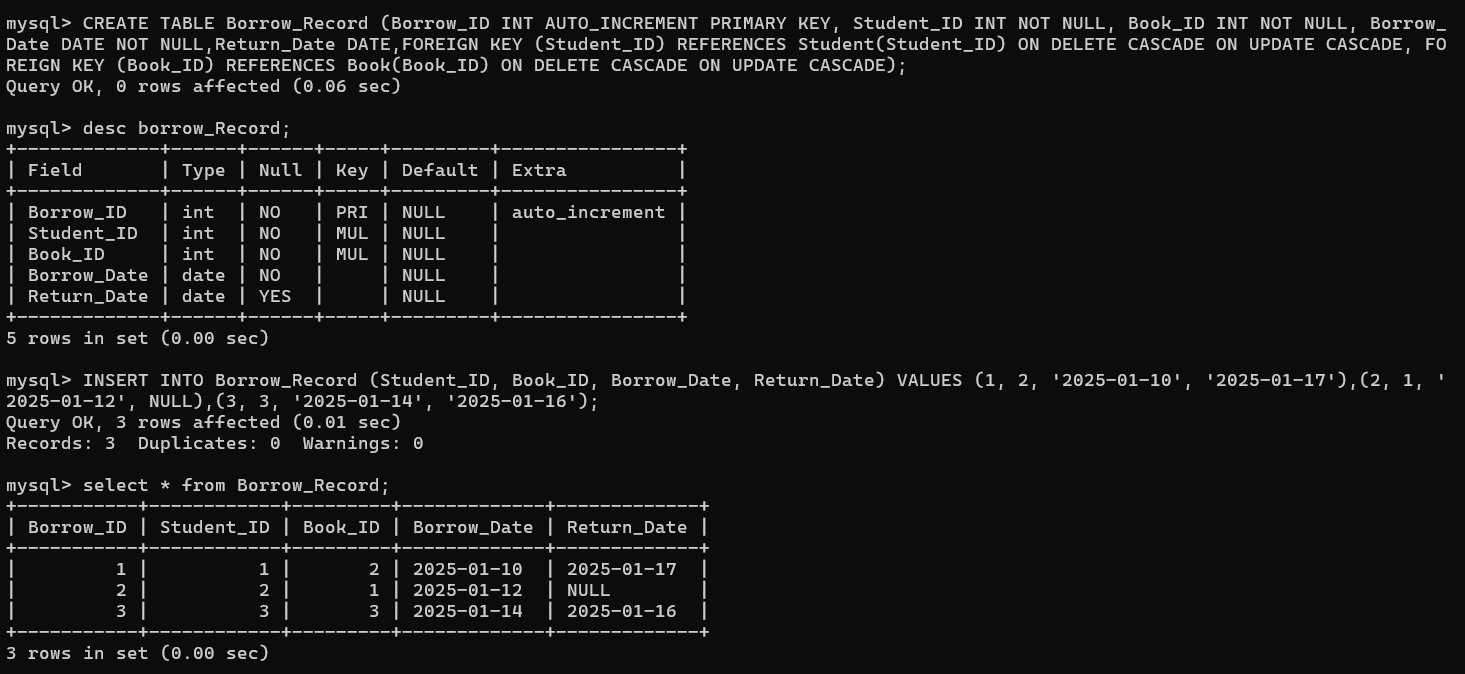 mysql> CREATE TABLE Borrow_Record (Borrow_ID INT AUTO_INCREMENT PRIMARY KEY, Student_ID INT NOT NULL, Book_ID INT NOT NULL, Borrow_
Date DATE NOT NULL,Return_Date DATE,FOREIGN KEY (Student_ID) REFERENCES Student(Student_ID) ON DELETE CASCADE ON UPDATE CASCADE, FO
REIGN KEY (Book_ID) REFERENCES Book(Book_ID) ON DELETE CASCADE ON UPDATE CASCADE);
Query OK, 0 rows affected (0.06 sec)

mysql> desc borrow_Record;
+-------------+------+------+-----+---------+----------------+
| Field       | Type | Null | Key | Default | Extra          |
+-------------+------+------+-----+---------+----------------+
| Borrow_ID   | int  | NO   | PRI | NULL    | auto_increment |
| Student_ID  | int  | NO   | MUL | NULL    |                |
| Book_ID     | int  | NO   | MUL | NULL    |                |
| Borrow_Date | date | NO   |     | NULL    |                |
| Return_Date | date | YES  |     | NULL    |                |
+-------------+------+------+-----+---------+----------------+
5 rows in set (0.00 sec)

mysql> INSERT INTO Borrow_Record (Student_ID, Book_ID, Borrow_Date, Return_Date) VALUES (1, 2, '2025-01-10', '2025-01-17'),(2, 1, '
2025-01-12', NULL),(3, 3, '2025-01-14', '2025-01-16');
Query OK, 3 rows affected (0.01 sec)
Records: 3  Duplicates: 0  Warnings: 0

mysql> select * from Borrow_Record;
+-----------+------------+---------+-------------+-------------+
| Borrow_ID | Student_ID | Book_ID | Borrow_Date | Return_Date |
+-----------+------------+---------+-------------+-------------+
|         1 |          1 |       2 | 2025-01-10  | 2025-01-17  |
|         2 |          2 |       1 | 2025-01-12  | NULL        |
|         3 |          3 |       3 | 2025-01-14  | 2025-01-16  |
+-----------+------------+---------+-------------+-------------+
3 rows in set (0.00 sec)